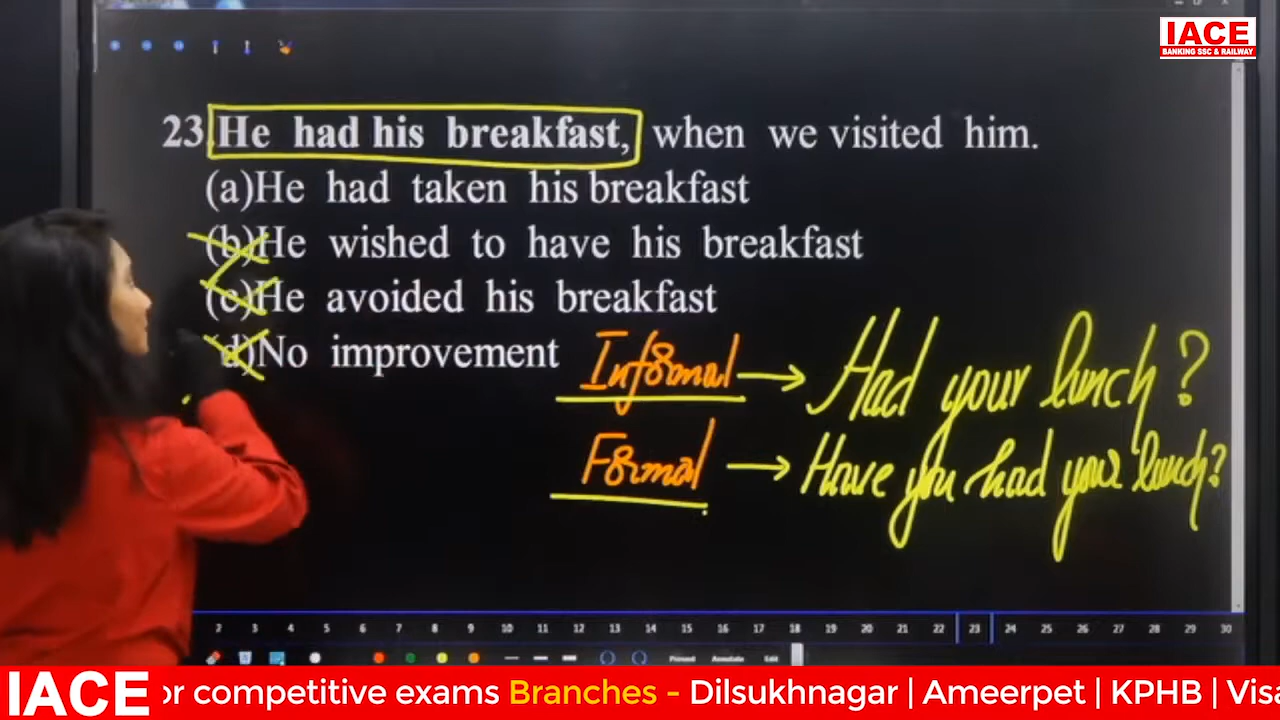 IACE
BANKING SSC & RAILWAY
23.He had his breakfast, when we visited him.
(a)He had taken his breakfast
(b)He wished to have his breakfast
(c)He avoided his breakfast
(d)No improvement
Informal → Had your lunch?
Formal → Have you had your lunch?
2 3 4 5 6 7 8 9 10 11 12 13 14 15 16 17 18 19 20 21 22 23 24 25 26 27 28 29 30
Present Annotate Edit
IACE or competitive exams Branches - Dilsukhnagar | Ameerpet | KPHB | Visa